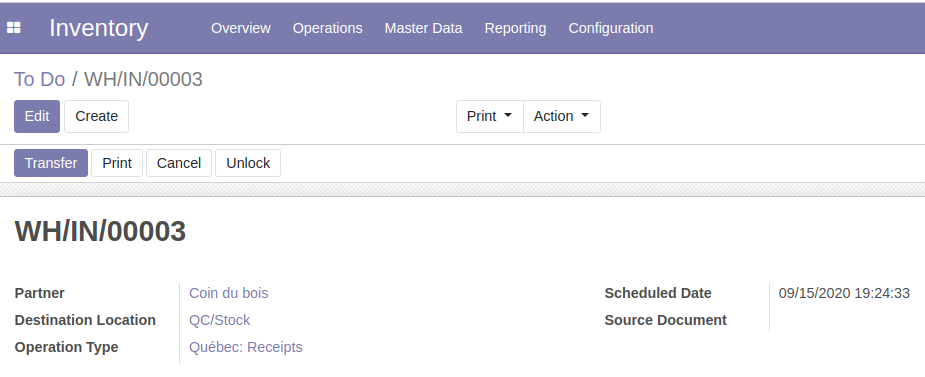 Inventory Overview Operations Master Data Reporting Configuration
To Do / WH/IN/00003
Edit Create Print Action
Transfer Print Cancel Unlock
WH/IN/00003
Partner Coin du bois Scheduled Date 09/15/2020 19:24:33
Destination Location QC/Stock Source Document
Operation Type Québec: Receipts